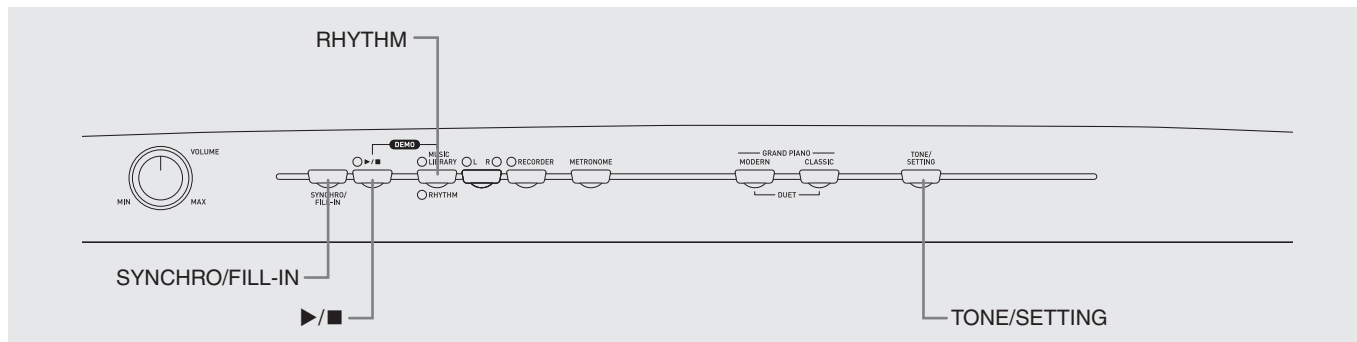 RHYTHM
DEMO
VOLUME
MIN
MAX
▶/■
MUSIC
LIBRARY
L
R
RECORDER
METRONOME
GRAND PIANO
MODERN
CLASSIC
TONE/
SETTING
SYNCHRO/
FILL-IN
RHYTHM
DUET
SYNCHRO/FILL-IN
▶/■
TONE/SETTING